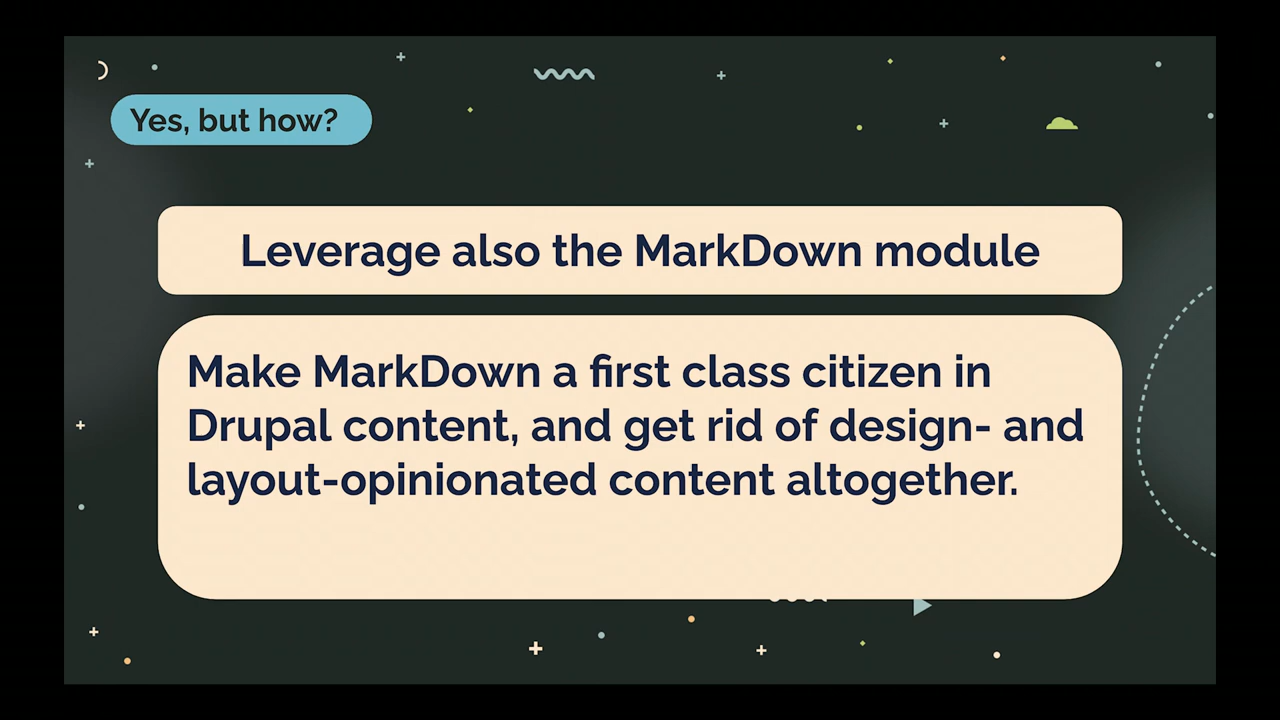 Yes, but how?
Leverage also the MarkDown module
Make MarkDown a first class citizen in
Drupal content, and get rid of design- and
layout-opinionated content altogether.